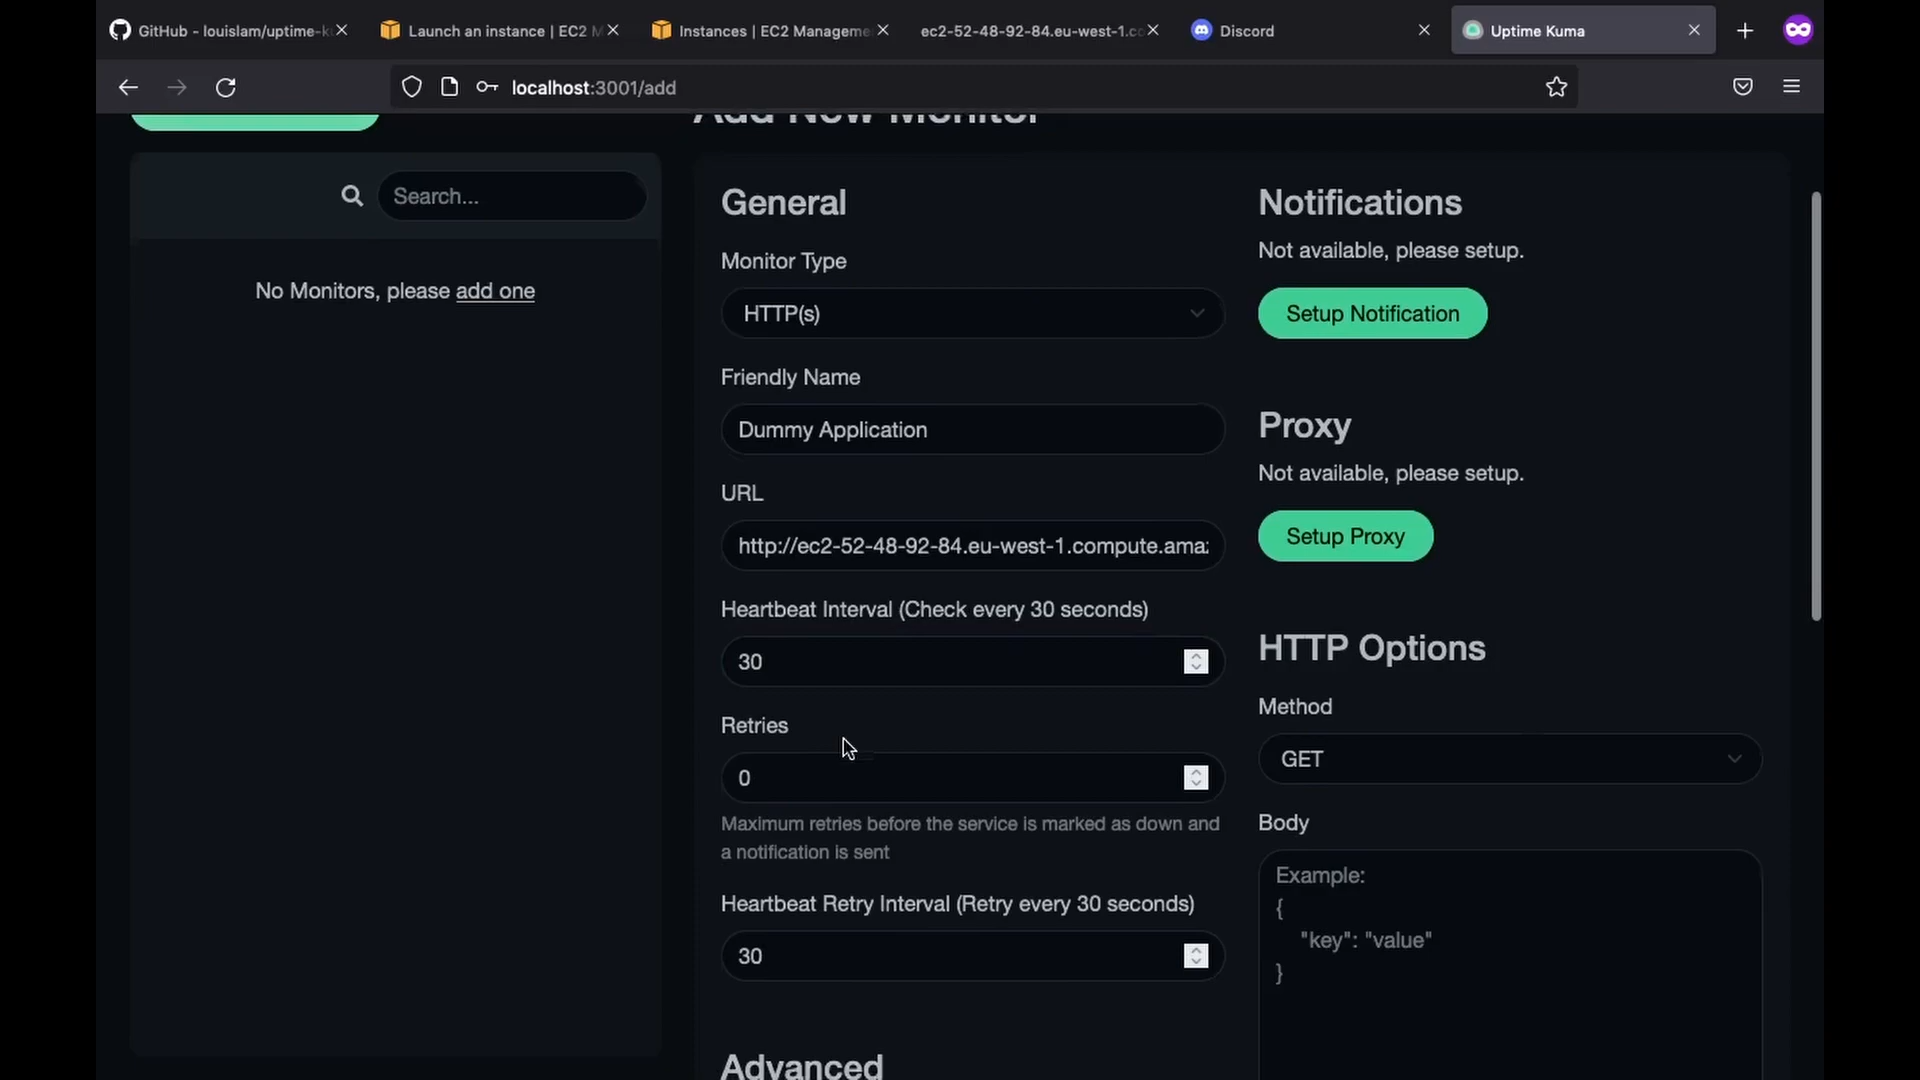 GitHub - louislam/uptime-k
Launch an instance | EC2 M
Instances | EC2 Manageme
ec2-52-48-92-84.eu-west-1.c
Discord
Uptime Kuma
localhost:3001/add
Add New Monitor
Search...
No Monitors, please add one
General
Monitor Type
HTTP(s)
Friendly Name
Dummy Application
URL
http://ec2-52-48-92-84.eu-west-1.compute.ama
Heartbeat Interval (Check every 30 seconds)
30
Retries
0
Maximum retries before the service is marked as down and
a notification is sent
Heartbeat Retry Interval (Retry every 30 seconds)
30
Advanced
Notifications
Not available, please setup.
Setup Notification
Proxy
Not available, please setup.
Setup Proxy
HTTP Options
Method
GET
Body
Example:
{
"key": "value"
}